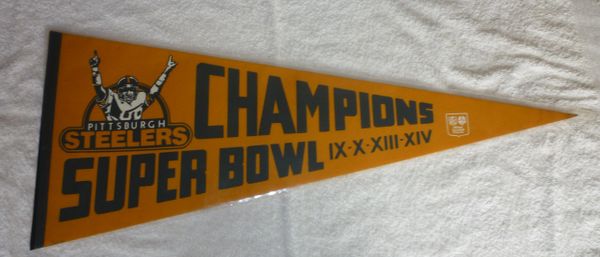 PITTSBURGH
STEELERS
CHAMPIONS
SUPER BOWL IX-X-XIII-XIV